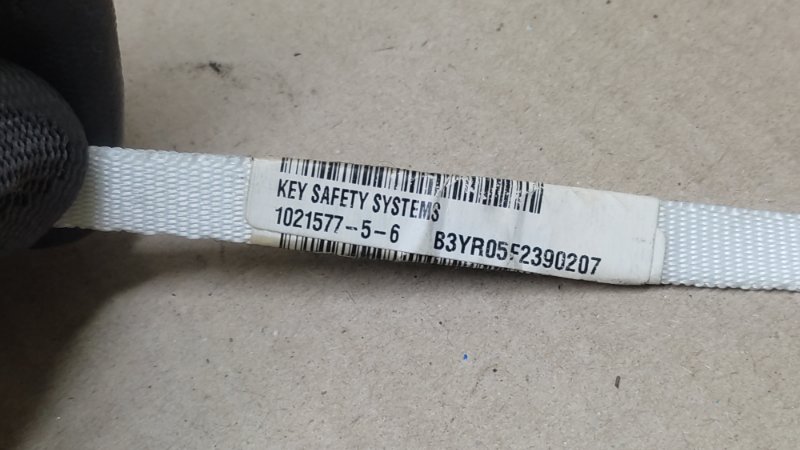 KEY SAFETY SYSTEMS
1021577-5-6 B3YR05F2390207